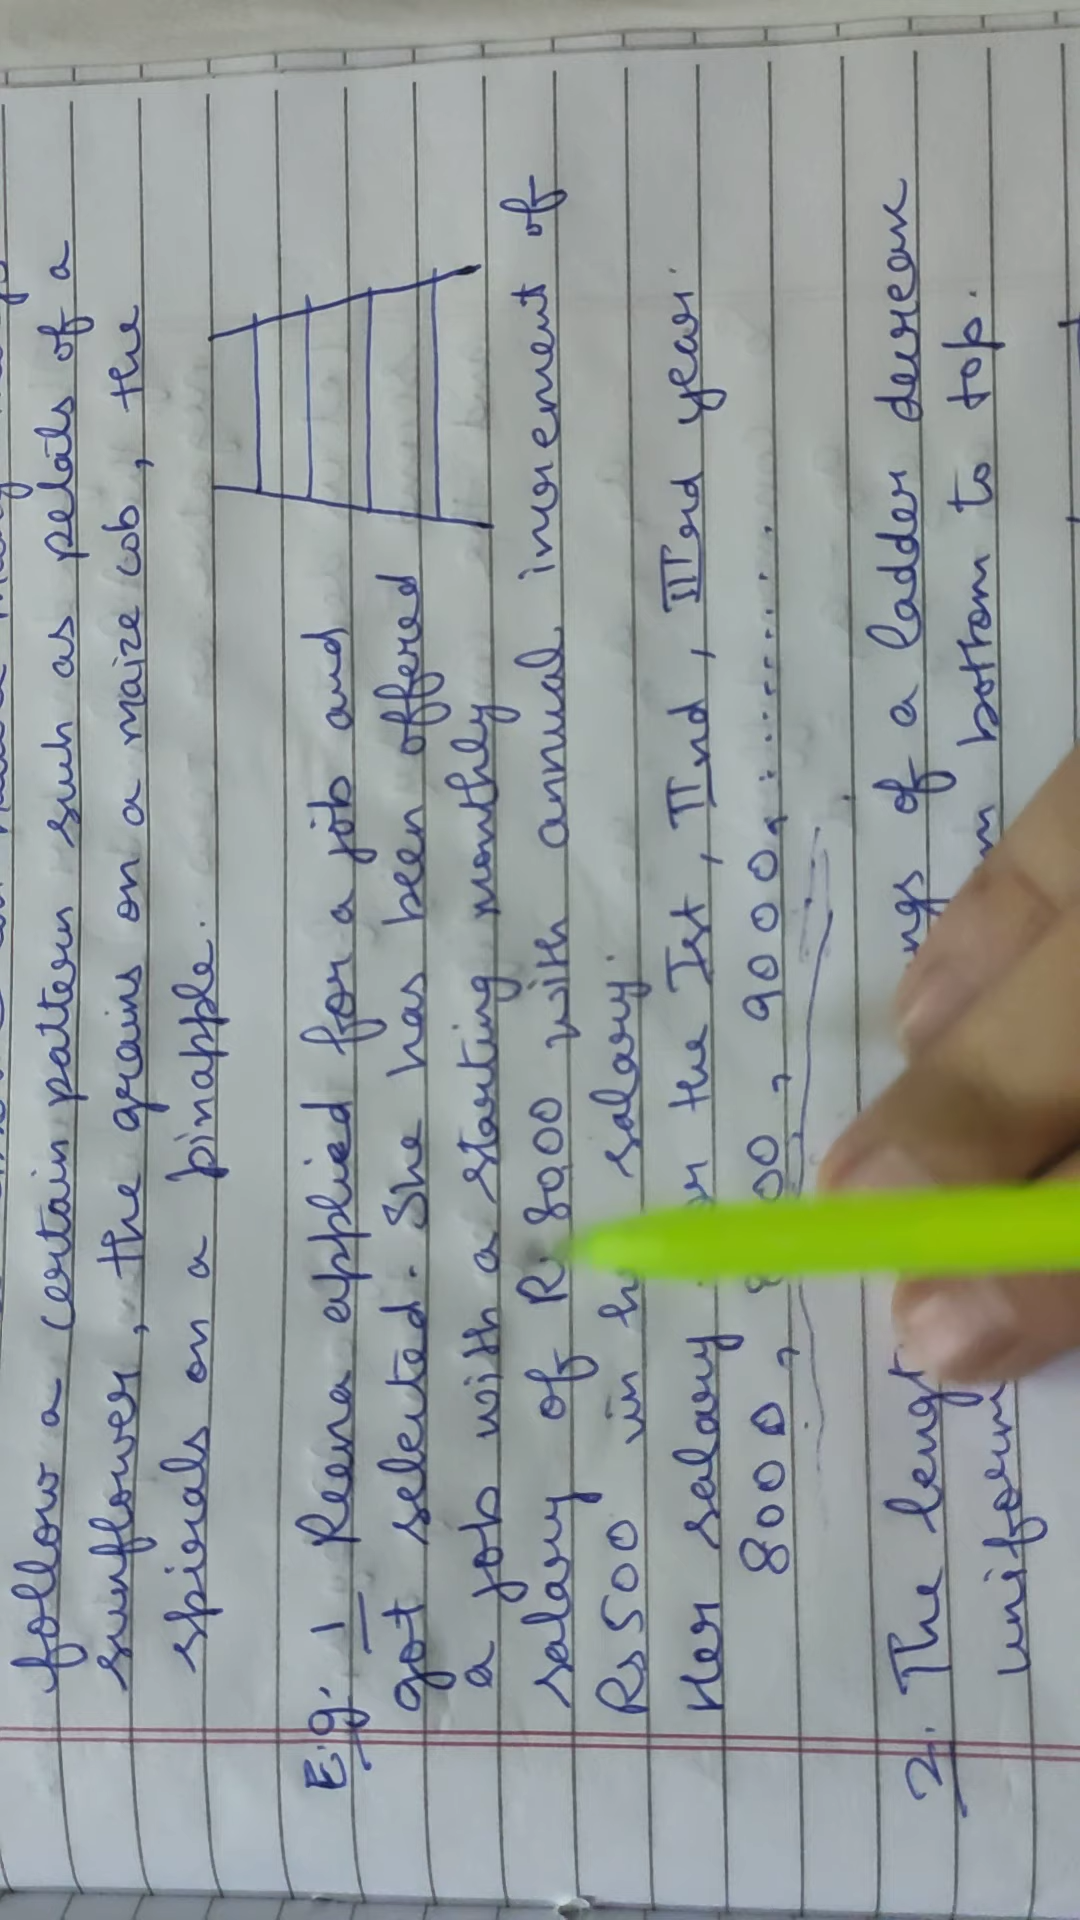 follow a certain pattern such as petals of a
sunflower, the grains on a maize cob, the
spirals on a pinapple.
E.g. 1 Reena applied for a job and
got selected. She has been offered
a job with a starting monthly
salary of Rs 8000 with annual increment of
Rs 500 in salary.
Her salary the Ist, IInd, IIIrd year.
8000, 9000, .........
2. The of a ladder decrease
bottom to top.